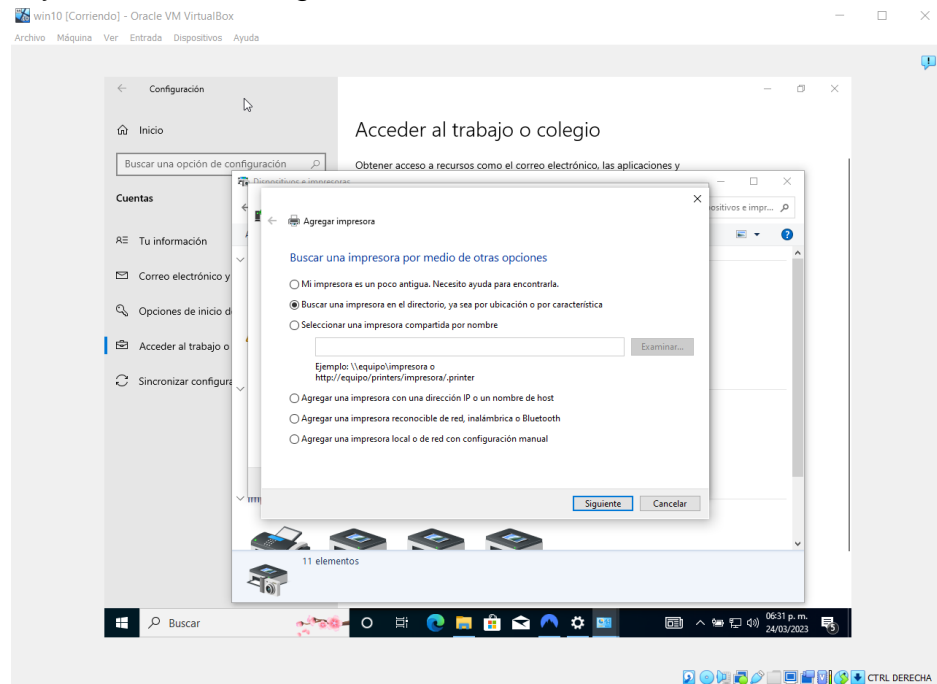 win10 [Corriendo] - Oracle VM VirtualBox
Archivo Máquina Ver Entrada Dispositivos Ayuda
Configuración
Inicio
Acceder al trabajo o colegio
Buscar una opción de configuración
Obtener acceso a recursos como el correo electrónico, las aplicaciones y
Dispositivos e impresoras
Cuentas
ositivos e impr...
Agregar impresora
Tu información
Buscar una impresora por medio de otras opciones
Correo electrónico y
Mi impresora es un poco antigua. Necesito ayuda para encontrarla.
Buscar una impresora en el directorio, ya sea por ubicación o por característica
Opciones de inicio d
Seleccionar una impresora compartida por nombre
Acceder al trabajo o
Examinar...
Ejemplo: \\equipo\impresora o
http://equipo/printers/impresora/.printer
Sincronizar configura
Agregar una impresora con una dirección IP o un nombre de host
Agregar una impresora reconocible de red, inalámbrica o Bluetooth
Agregar una impresora local o de red con configuración manual
Siguiente Cancelar
11 elementos
Buscar
06:31 p. m.
24/03/2023
5
CTRL DERECHA